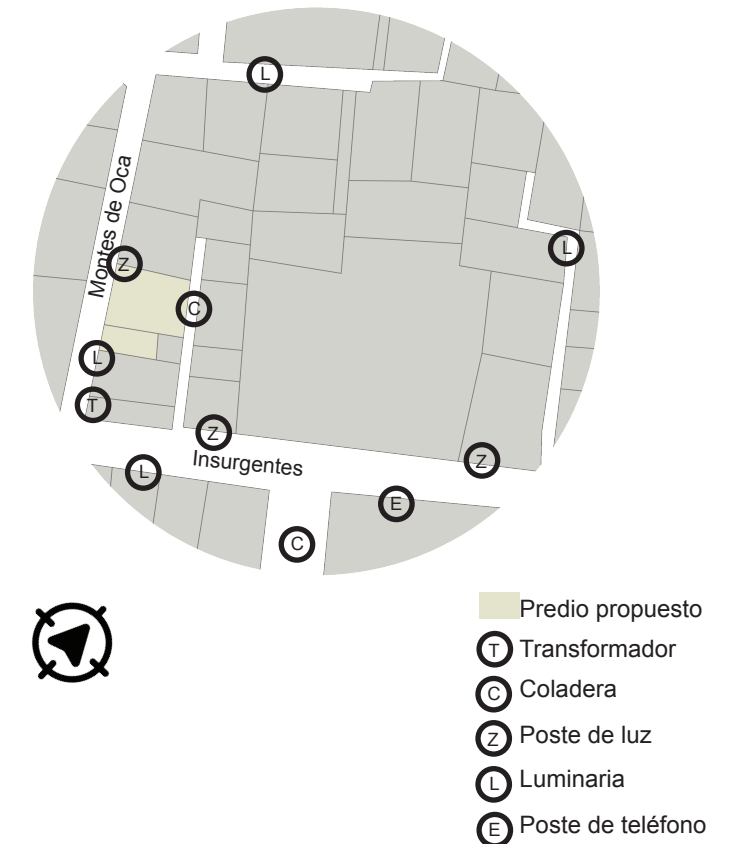 L
Montes de Oca
Z
L
C
L
T
Z
Insurgentes
Z
L
E
C
Predio propuesto
T Transformador
C Coladera
Z Poste de luz
L Luminaria
E Poste de teléfono